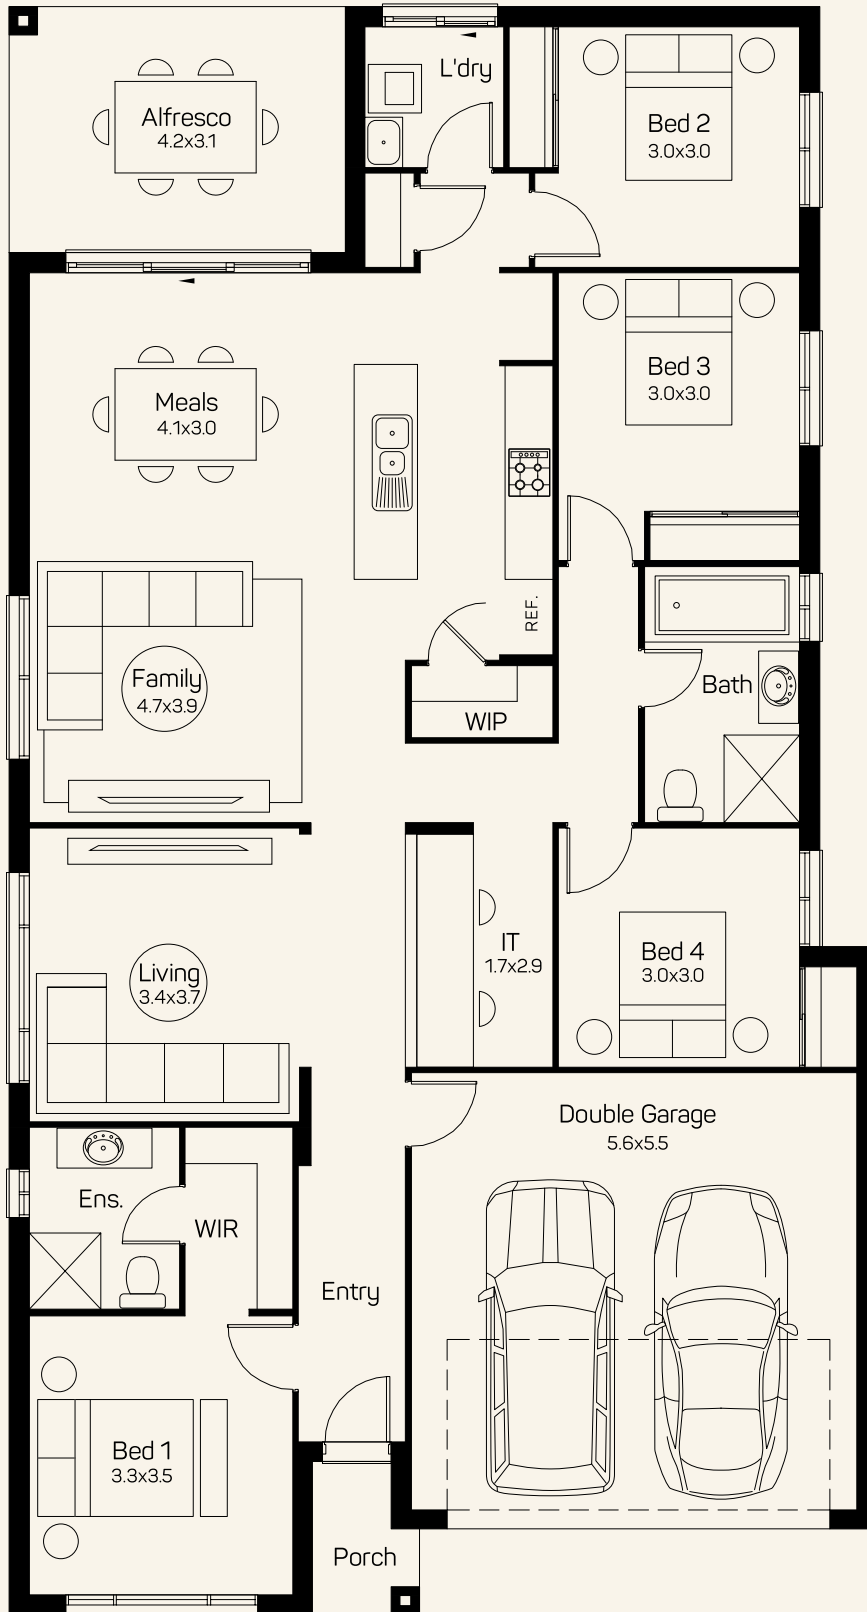 L'dry
Alfresco
4.2x3.1
Bed 2
3.0x3.0
Bed 3
3.0x3.0
Meals
4.1x3.0
REF.
Family
4.7x3.9
Bath
WIP
IT
1.7x2.9
Bed 4
3.0x3.0
Living
3.4x3.7
Double Garage
5.6x5.5
Ens.
WIR
Entry
Bed 1
3.3x3.5
Porch